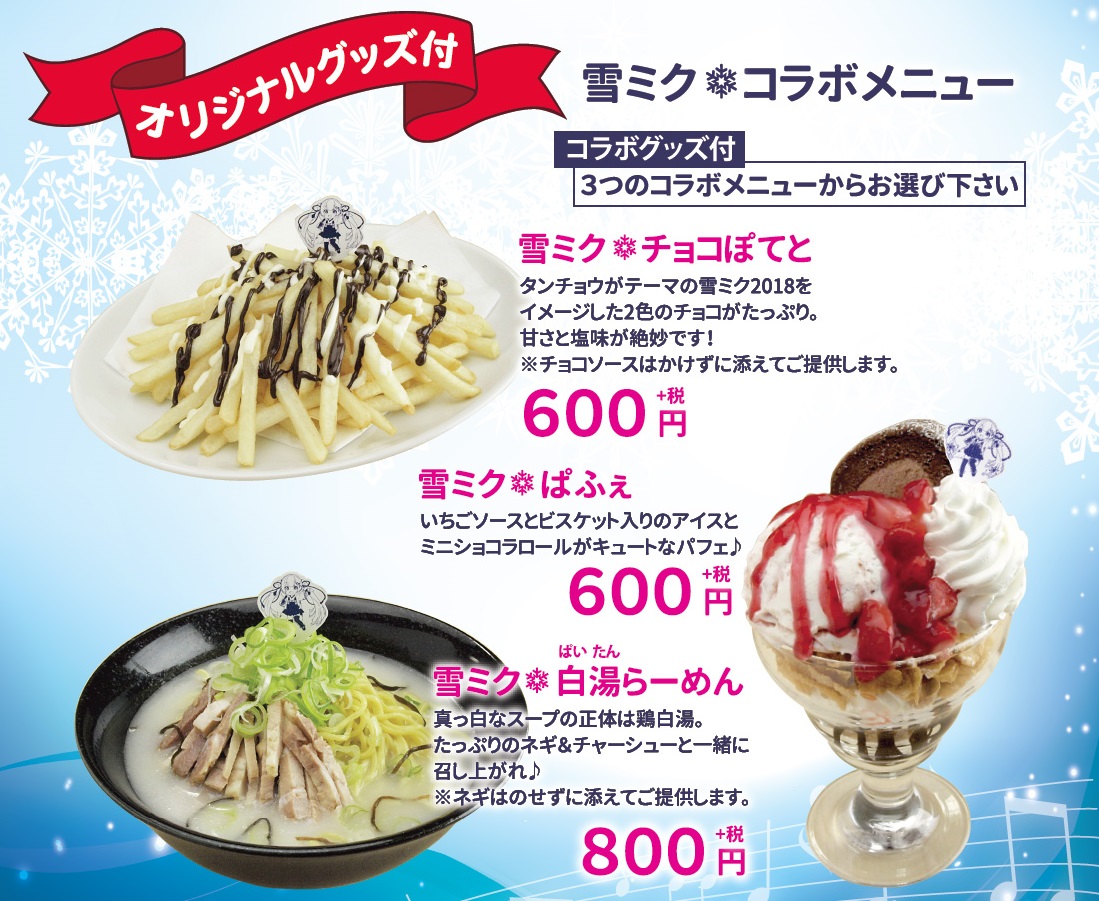 オリジナルグッズ付
雪ミク❄コラボメニュー
コラボグッズ付
3つのコラボメニューからお選び下さい
雪ミク❄チョコぽてと
タンチョウがテーマの雪ミク2018を
イメージした2色のチョコがたっぷり。
甘さと塩味が絶妙です!
※チョコソースはかけずに添えてご提供します。
600円+税
雪ミク❄ぱふぇ
いちごソースとビスケット入りのアイスと
ミニショコラロールがキュートなパフェ♪
600円+税
ぱい たん
雪ミク❄白湯らーめん
真っ白なスープの正体は鶏白湯。
たっぷりのネギ&チャーシューと一緒に
召し上がれ♪
※ネギはのせずに添えてご提供します。
800円+税